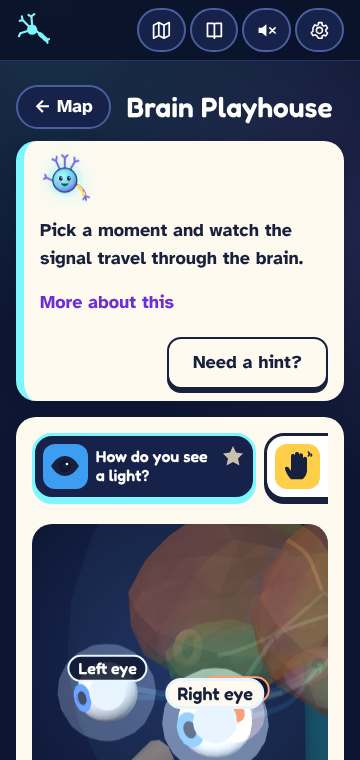 Map
Brain Playhouse
Pick a moment and watch the
signal travel through the brain.
More about this
Need a hint?
How do you see
a light?
Left eye
Right eye